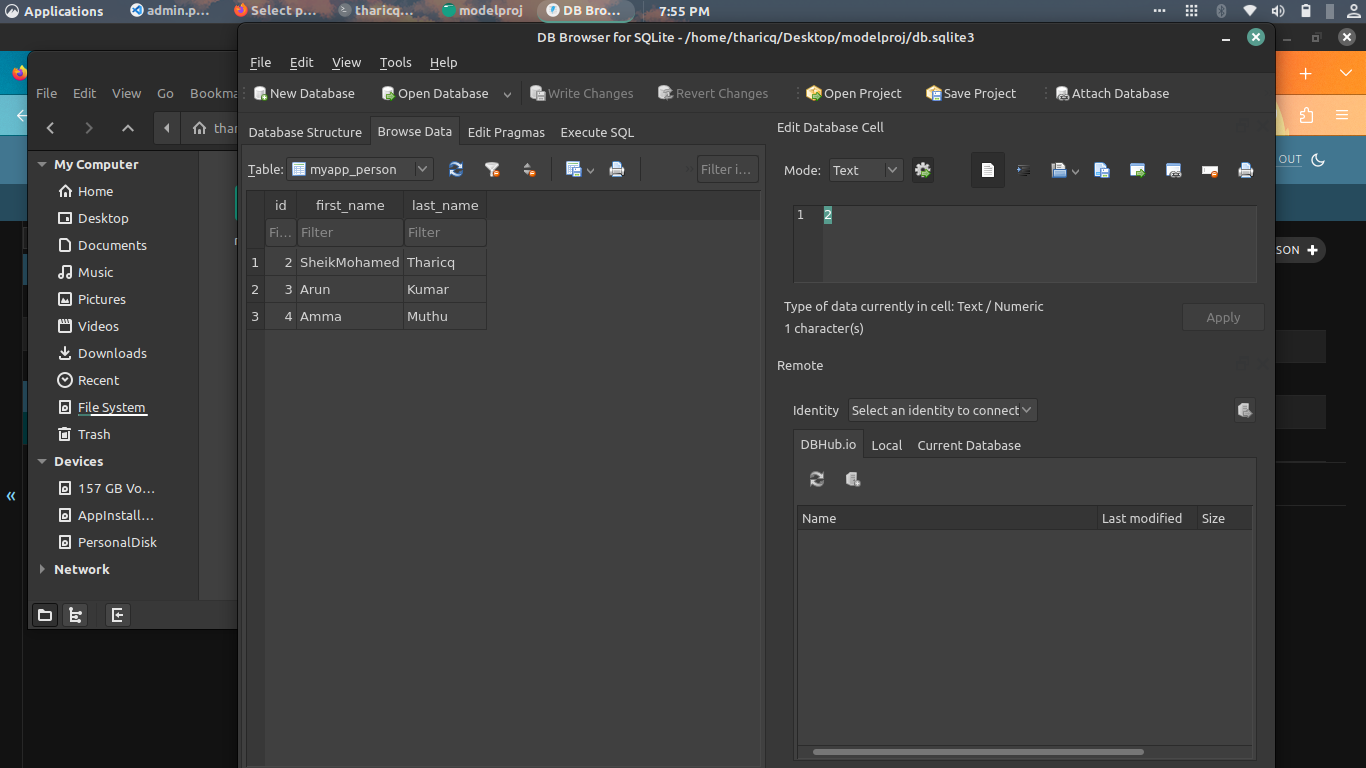 Applications admin.p... Select p... tharicq... modelproj DB Bro... 7:55 PM
DB Browser for SQLite - /home/tharicq/Desktop/modelproj/db.sqlite3
File Edit View Go Bookma
thar
My Computer
Home
Desktop
Documents
Music
Pictures
Videos
Downloads
Recent
File System
Trash
Devices
157 GB Vo...
AppInstall...
PersonalDisk
Network
File Edit View Tools Help
New Database Open Database Write Changes Revert Changes Open Project Save Project Attach Database
Database Structure Browse Data Edit Pragmas Execute SQL
Table: myapp_person Filter i...
id first_name last_name
Fi... Filter Filter
1 2 SheikMohamed Tharicq
2 3 Arun Kumar
3 4 Amma Muthu
Edit Database Cell
Mode: Text
1 2
Type of data currently in cell: Text / Numeric
1 character(s)
Apply
Remote
Identity Select an identity to connect
DBHub.io Local Current Database
Name Last modified Size
OUT
SON +
«